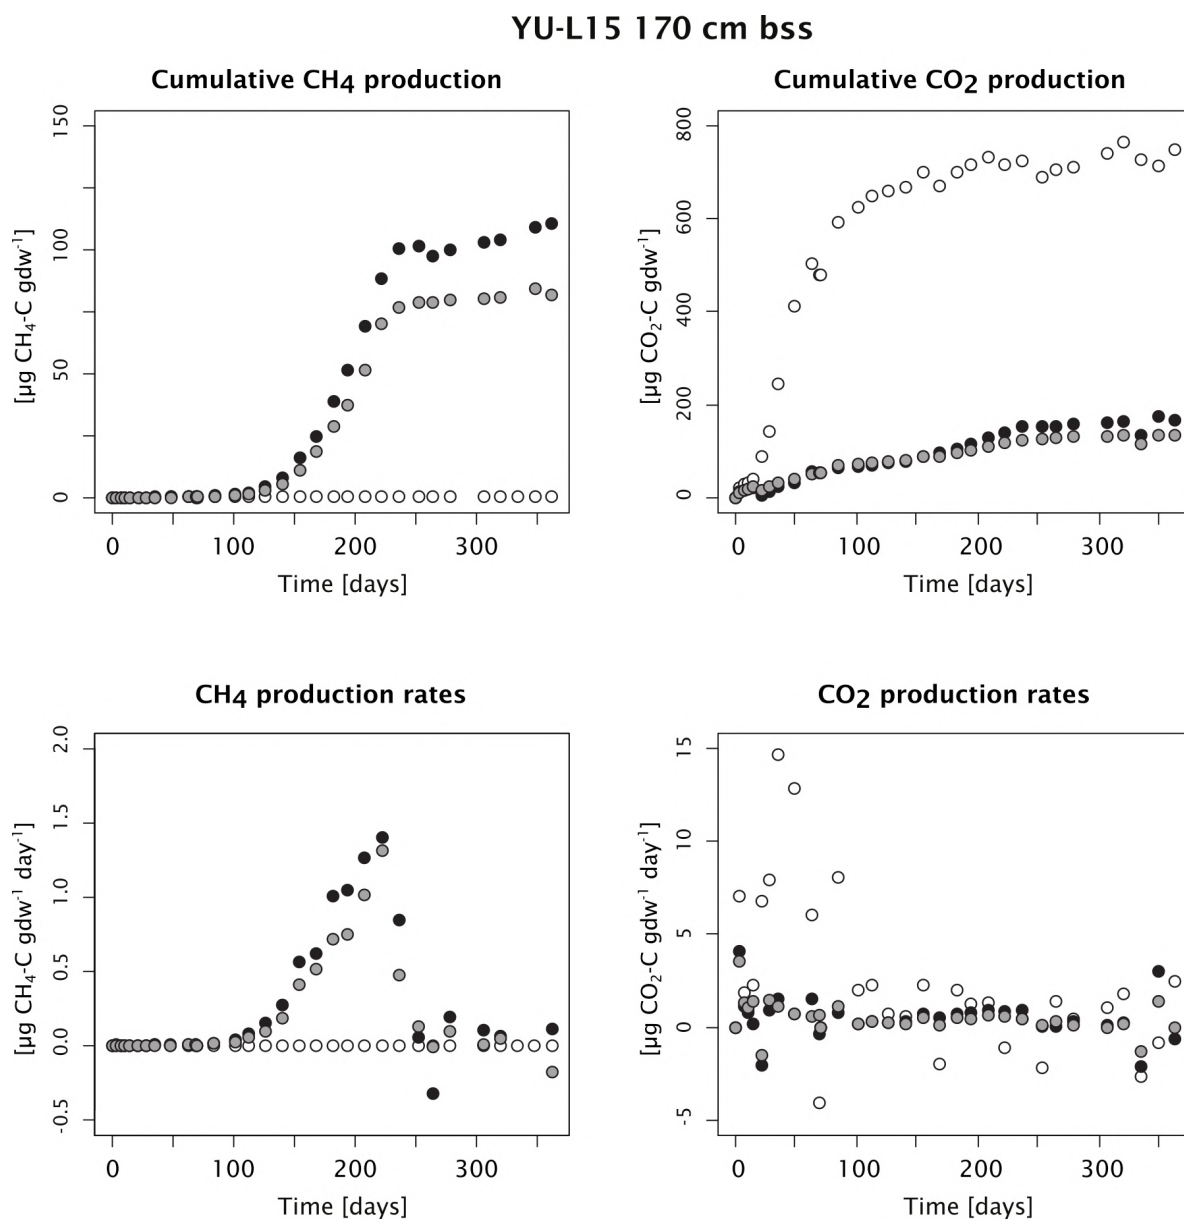 YU-L15 170 cm bss
Cumulative CH4 production
[µg CH₄-C gdw⁻¹]
150
100
50
0
0 100 200 300
Time [days]
Cumulative CO2 production
[µg CO₂-C gdw⁻¹]
800
600
400
200
0
0 100 200 300
Time [days]
CH4 production rates
[µg CH₄-C gdw⁻¹ day⁻¹]
2.0
1.5
1.0
0.5
0.0
-0.5
0 100 200 300
Time [days]
CO2 production rates
[µg CO₂-C gdw⁻¹ day⁻¹]
15
10
5
0
-5
0 100 200 300
Time [days]